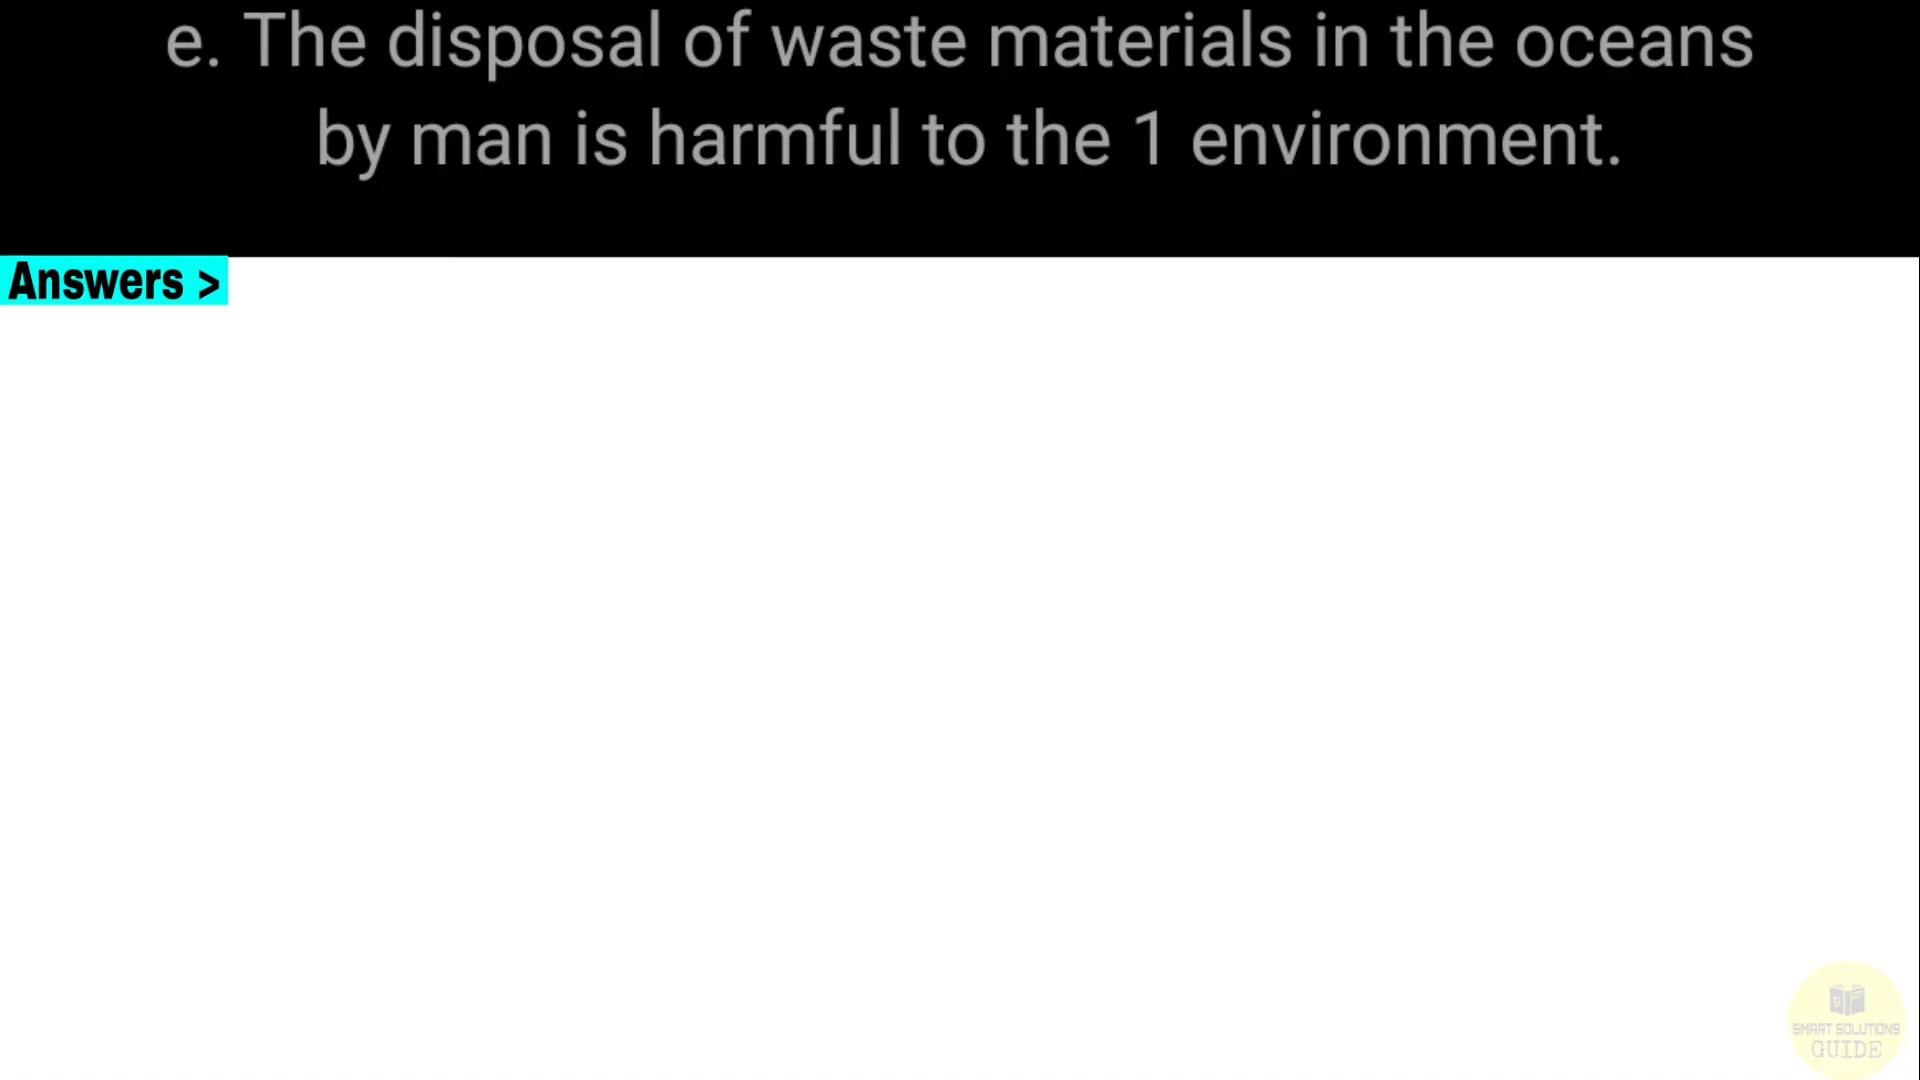 e. The disposal of waste materials in the oceans
by man is harmful to the 1 environment.
Answers >
SMART SOLUTIONS
GUIDE